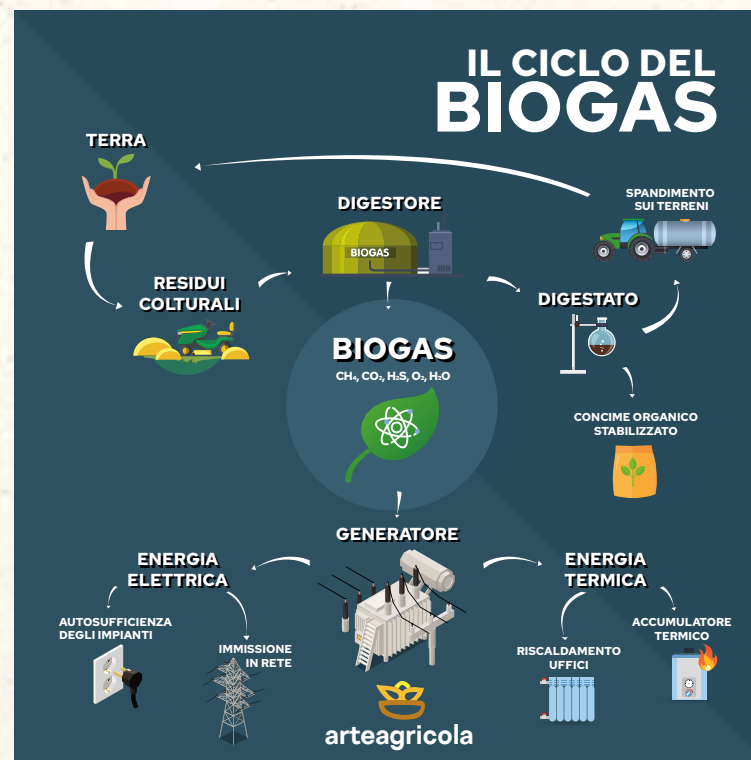 IL CICLO DEL
BIOGAS
TERRA
SPANDIMENTO
SUI TERRENI
DIGESTORE
BIOGAS
RESIDUI
COLTURALI
DIGESTATO
BIOGAS
CH₄, CO₂, H₂S, O₂, H₂O
CONCIME ORGANICO
STABILIZZATO
GENERATORE
ENERGIA
ELETTRICA
ENERGIA
TERMICA
AUTOSUFFICIENZA
DEGLI IMPIANTI
IMMISSIONE
IN RETE
RISCALDAMENTO
UFFICI
ACCUMULATORE
TERMICO
arteagricola